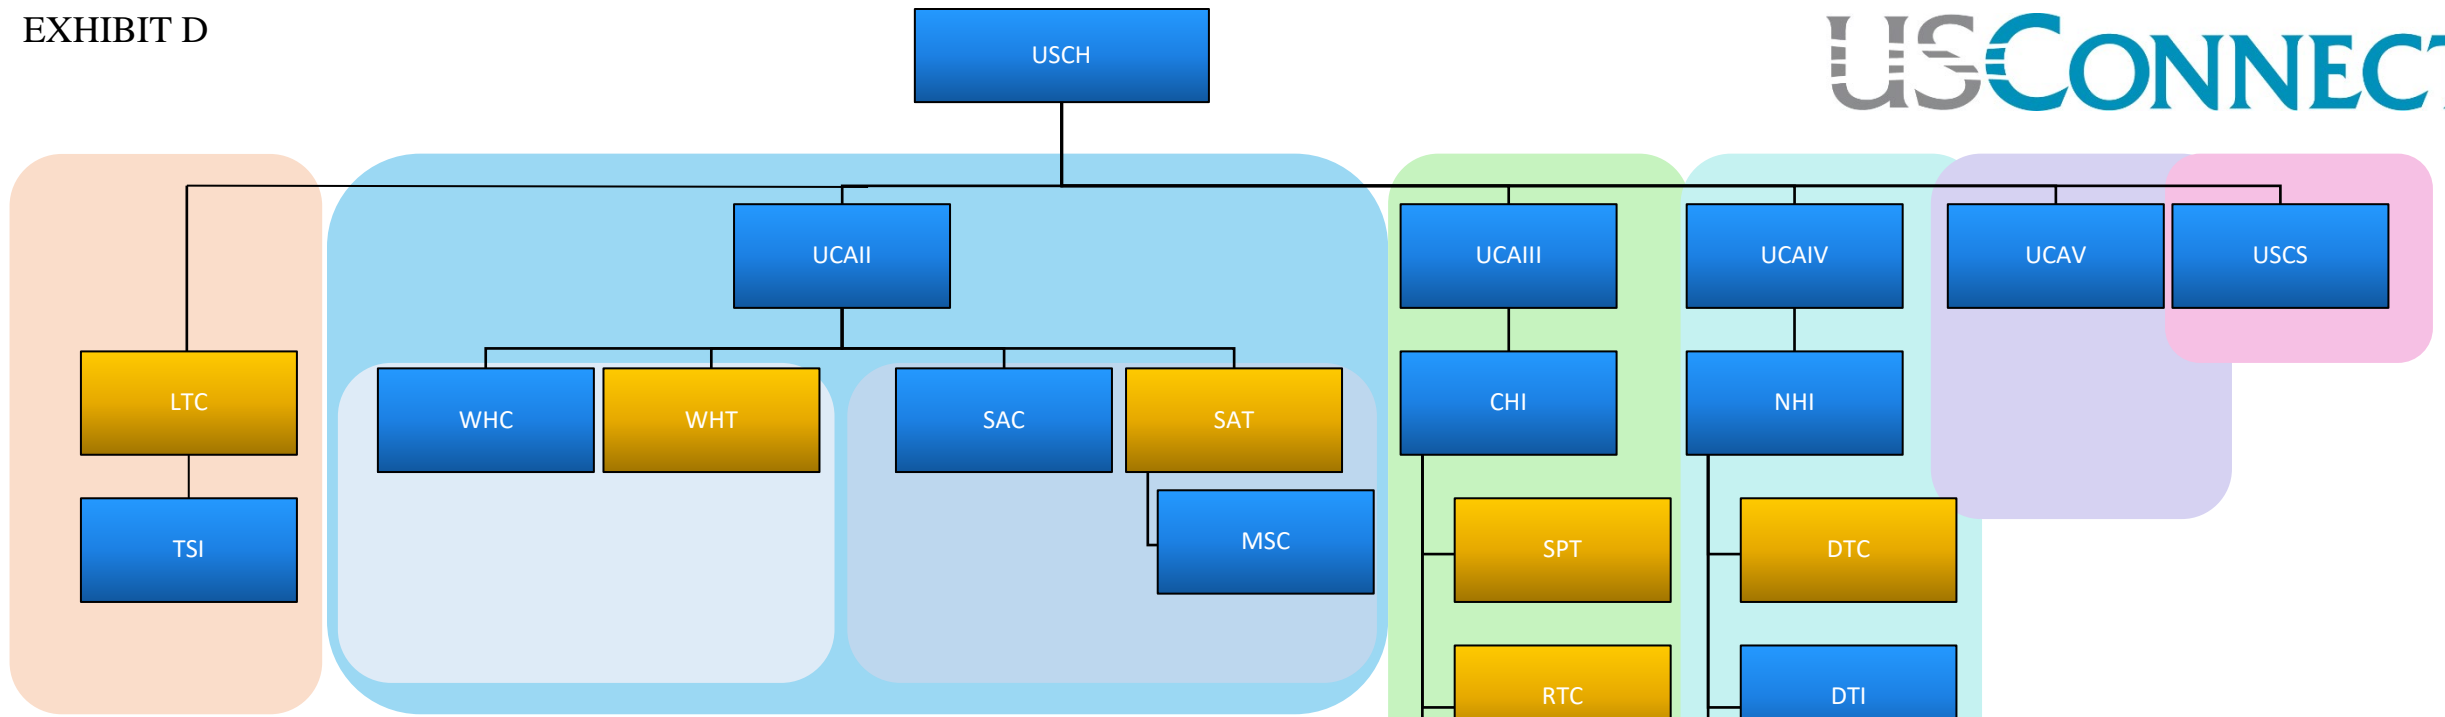 EXHIBIT D
USCH
USCONNECT
UCAII
UCAIII
UCAIV
UCAV
USCS
LTC
WHC
WHT
SAC
SAT
CHI
NHI
TSI
MSC
SPT
DTC
RTC
DTI